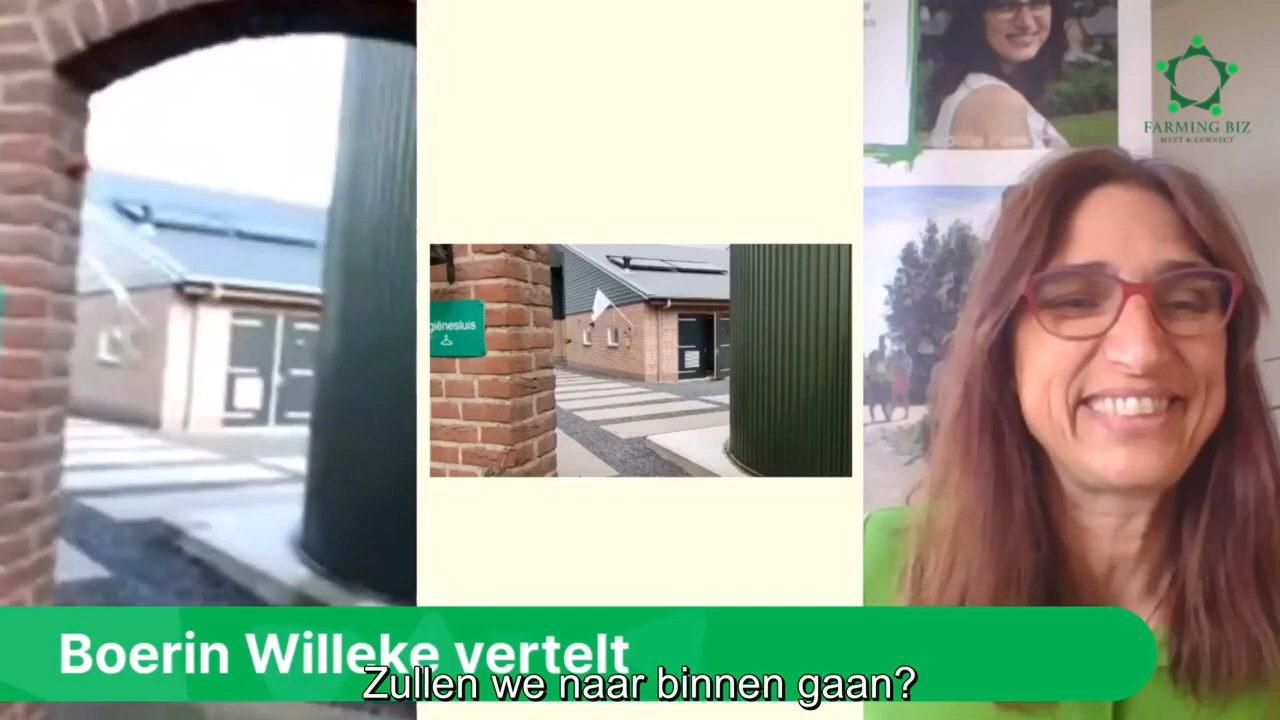 FARMING BIZ
MEET & CONNECT
giënesluis
Boerin Willeke vertelt
Zullen we naar binnen gaan?